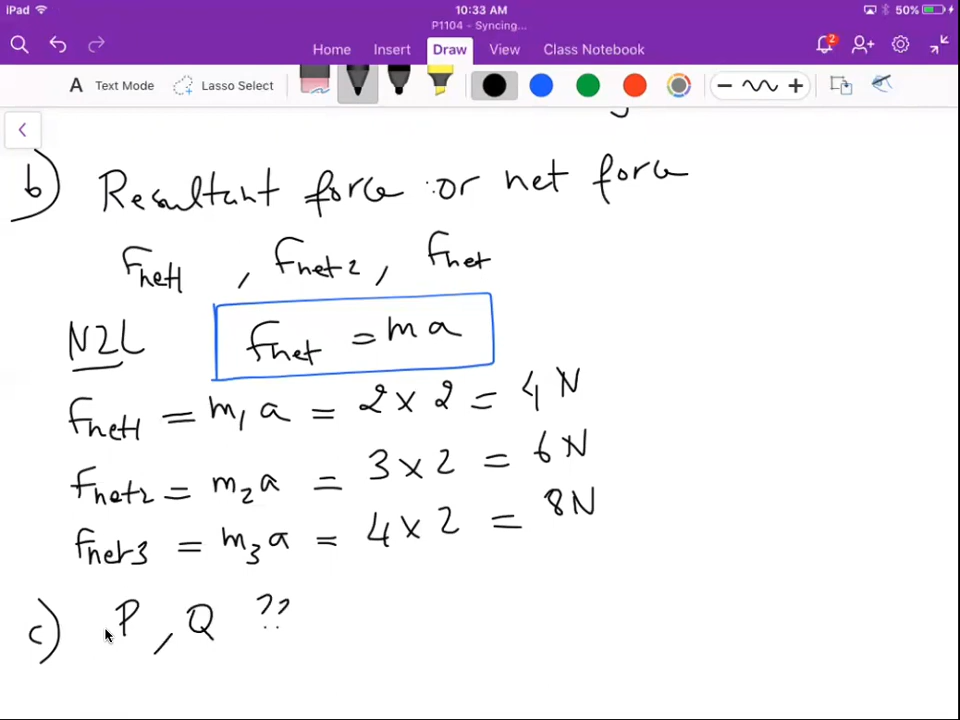 iPad 10:33 AM 50%
P1104 - Syncing...
Home Insert Draw View Class Notebook 2
A Text Mode Lasso Select
b) Resultant force or net force
Fnet1 , Fnet2 , Fnet
N2L Fnet = ma
Fnet1 = m₁a = 2 × 2 = 4 N
Fnet2 = m₂a = 3 × 2 = 6 N
Fnet3 = m₃a = 4 × 2 = 8N
c) P , Q ??